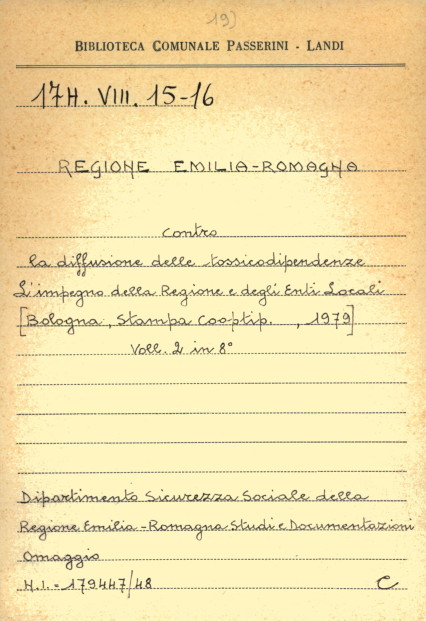 19)
BIBLIOTECA COMUNALE PASSERINI - LANDI
17H. VIII. 15-16
REGIONE EMILIA-ROMAGNA
Contro
la diffusione delle tossicodipendenze
L'impegno della Regione e degli Enti Locali
[Bologna, Stampa Cooptip. , 1979]
Voll. 2 in 8°
Dipartimento Sicurezza Sociale della
Regione Emilia-Romagna Studi e Documentazioni
Omaggio
N.I.= 179447/48 C